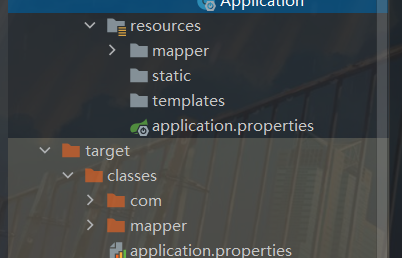 Application
resources
mapper
static
templates
application.properties
target
classes
com
mapper
application.properties